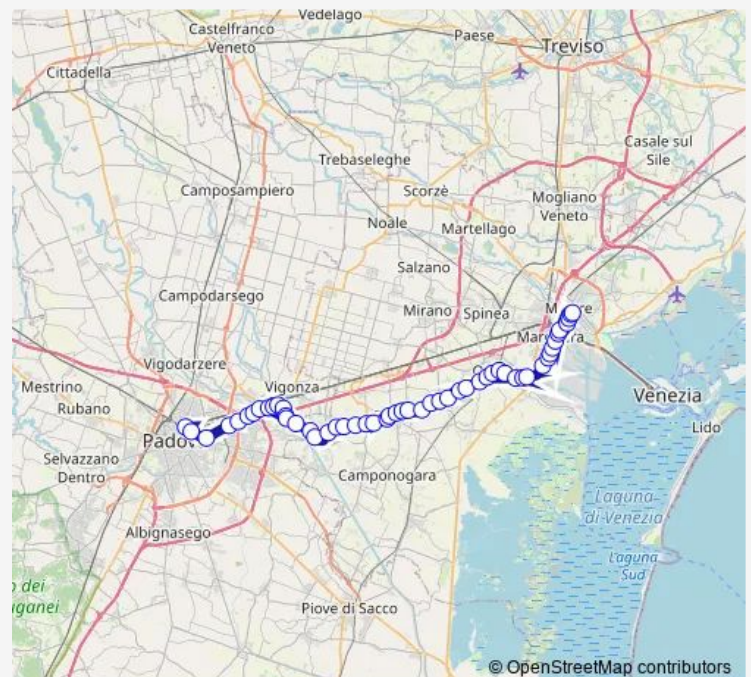 Vedelago
Castelfranco
Veneto
Paese
Treviso
Cittadella
Casale sul
Sile
Trebaseleghe
Camposampiero
Scorzè
Mogliano
Veneto
Noale
Martellago
Salzano
Campodarsego
Mirano
Spinea
Vigodarzere
Vigonza
Mestrino
Rubano
Venezia
Lido
Selvazzano
Dentro
Camponogara
Laguna
di Venezia
Albignasego
Laguna
Sud
Piove di Sacco
© OpenStreetMap contributors